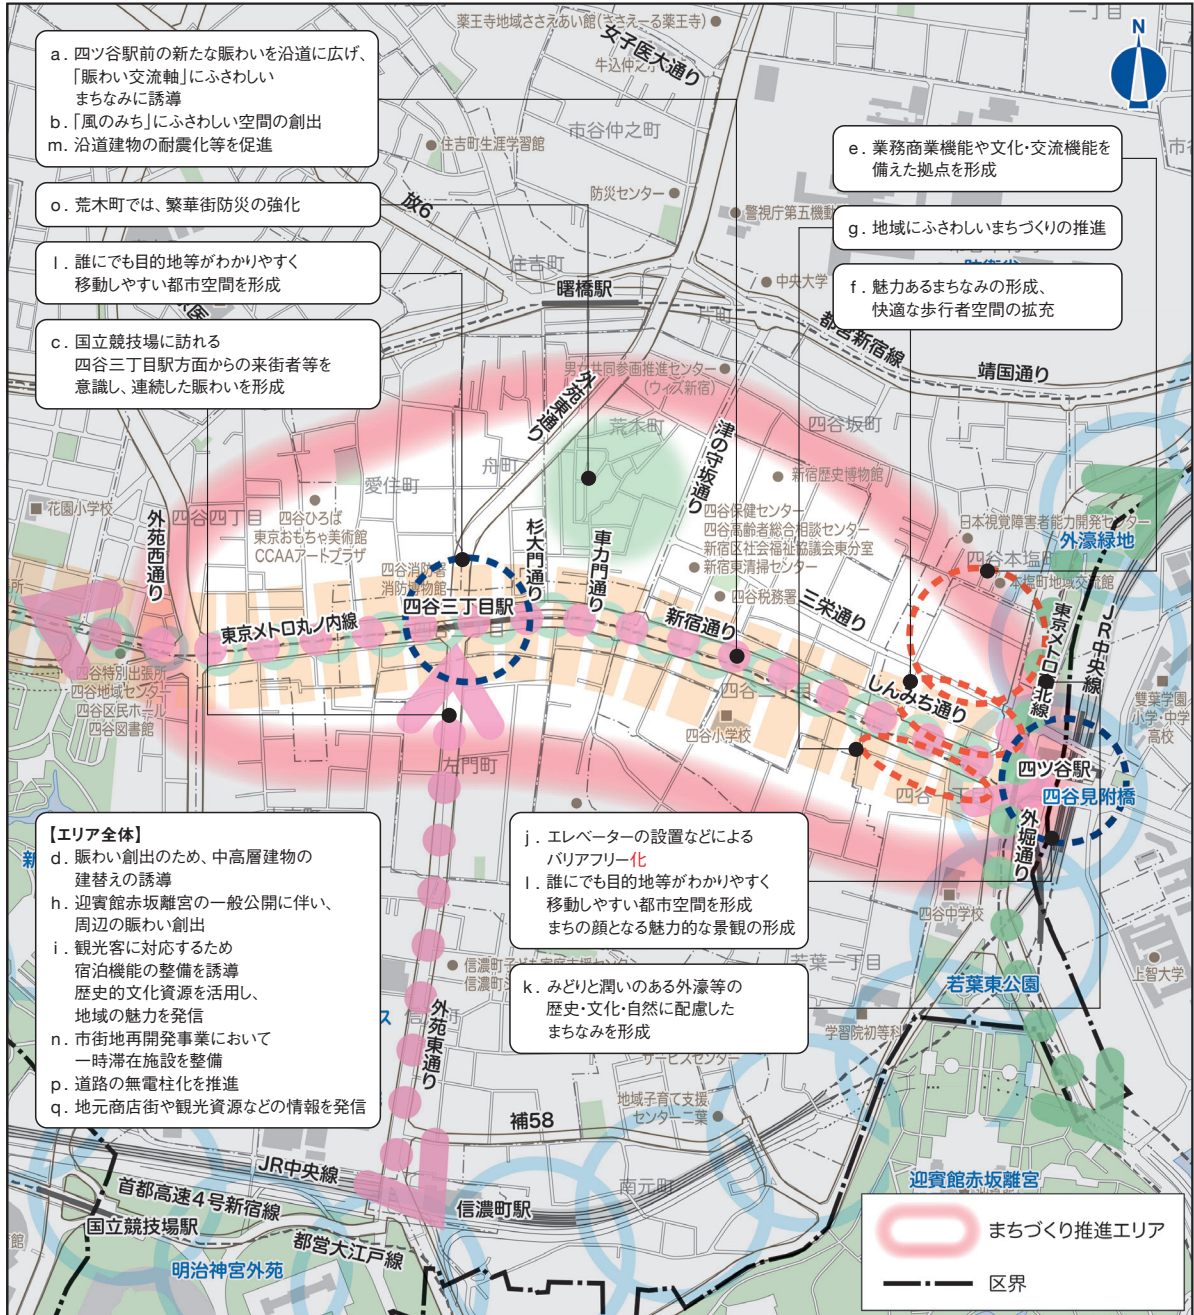 薬王寺地域ささえあい館(ささえーる薬王寺)
二丁目
N
女子医大通り
牛込仲之小
市谷仲之町
住吉町生涯学習館
防災センター
警視庁第五機動
放6
住吉町
曙橋駅
中央大学
片町
都営新宿線
靖国通り
a. 四ツ谷駅前の新たな賑わいを沿道に広げ、
「賑わい交流軸」にふさわしい
まちなみに誘導
b.「風のみち」にふさわしい空間の創出
m. 沿道建物の耐震化等を促進
o. 荒木町では、繁華街防災の強化
l. 誰にでも目的地等がわかりやすく
移動しやすい都市空間を形成
c. 国立競技場に訪れる
四谷三丁目駅方面からの来街者等を
意識し、連続した賑わいを形成
e. 業務商業機能や文化・交流機能を
備えた拠点を形成
g. 地域にふさわしいまちづくりの推進
f. 魅力あるまちなみの形成、
快適な歩行者空間の拡充
男女共同参画推進センター
(ウィズ新宿)
外苑東通り
荒木町
津の守坂通り
四谷坂町
舟町
愛住町
新宿歴史博物館
花園小学校
外苑西通り
四谷四丁目
四谷ひろば
東京おもちゃ美術館
CCAAアートプラザ
杉大門通り
車力門通り
四谷保健センター
四谷高齢者総合相談センター
新宿区社会福祉協議会東分室
新宿東清掃センター
日本視覚障害者能力開発センター
外濠緑地
四谷本塩町
本塩町地域交流館
四谷消防署
消防博物館
四谷三丁目駅
四谷税務署
三栄通り
東京メトロ丸ノ内線
新宿通り
東京メトロ南北線
JR中央線
四谷特別出張所
四谷地域センター
四谷区民ホール
四谷図書館
四谷二丁目
しんみち通り
雙葉学園
小学・中学
高校
四谷小学校
左門町
四ツ谷駅
四谷見附橋
四谷一丁目
外堀通り
【エリア全体】
d. 賑わい創出のため、中高層建物の
建替えの誘導
h. 迎賓館赤坂離宮の一般公開に伴い、
周辺の賑わい創出
i. 観光客に対応するため
宿泊機能の整備を誘導
歴史的文化資源を活用し、
地域の魅力を発信
n. 市街地再開発事業において
一時滞在施設を整備
p. 道路の無電柱化を推進
q. 地元商店街や観光資源などの情報を発信
j. エレベーターの設置などによる
バリアフリー化
l. 誰にでも目的地等がわかりやすく
移動しやすい都市空間を形成
まちの顔となる魅力的な景観の形成
k. みどりと潤いのある外濠等の
歴史・文化・自然に配慮した
まちなみを形成
四谷中学校
若葉一丁目
若葉東公園
上智大学
学習院初等科
外苑東通り
サービスセンター
地域子育て支援
センター二葉
補58
JR中央線
首都高速4号新宿線
国立競技場駅
都営大江戸線
明治神宮外苑
信濃町駅
南元町
迎賓館赤坂離宮
まちづくり推進エリア
区界